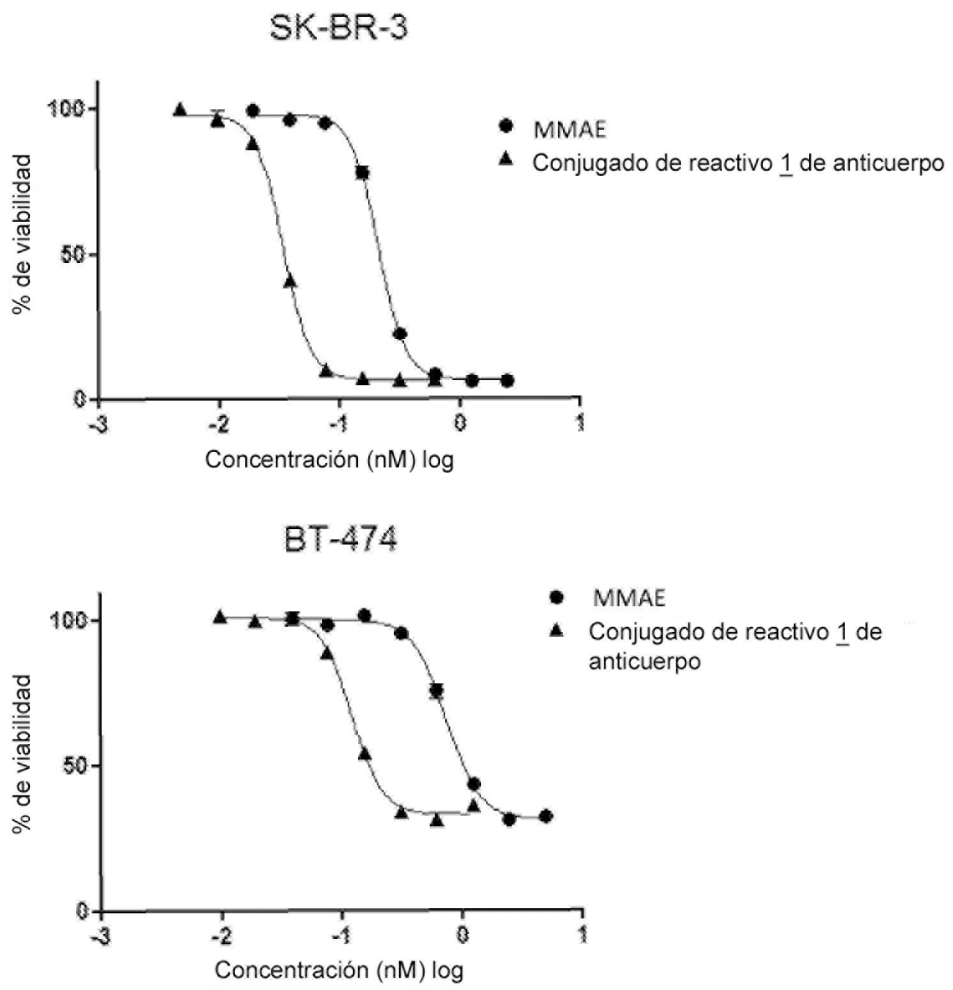 SK-BR-3
100
50
0
-3
-2
-1
0
1
% de viabilidad
Concentración (nM) log
MMAE
Conjugado de reactivo 1 de anticuerpo
BT-474
100
50
0
-3
-2
-1
0
1
% de viabilidad
Concentración (nM) log
MMAE
Conjugado de reactivo 1 de
anticuerpo